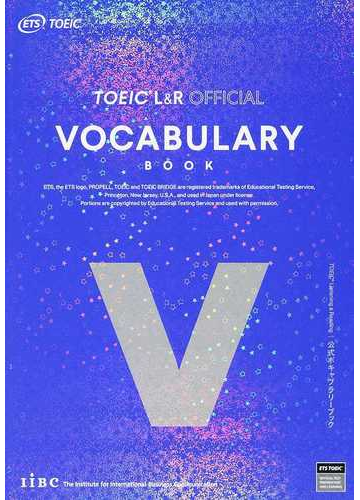 ETS TOEIC
TOEIC® L&R OFFICIAL
VOCABULARY
BOOK
ETS, the ETS logo, PROPELL, TOEIC and TOEIC BRIDGE are registered trademarks of Educational Testing Service,
Princeton, New Jersey, U.S.A., and used in Japan under license.
Portions are copyrighted by Educational Testing Service and used with permission.
V
TOEIC® Listening & Reading 公式ボキャブラリーブック
IIBC The Institute for International Business Communication
ETS TOEIC